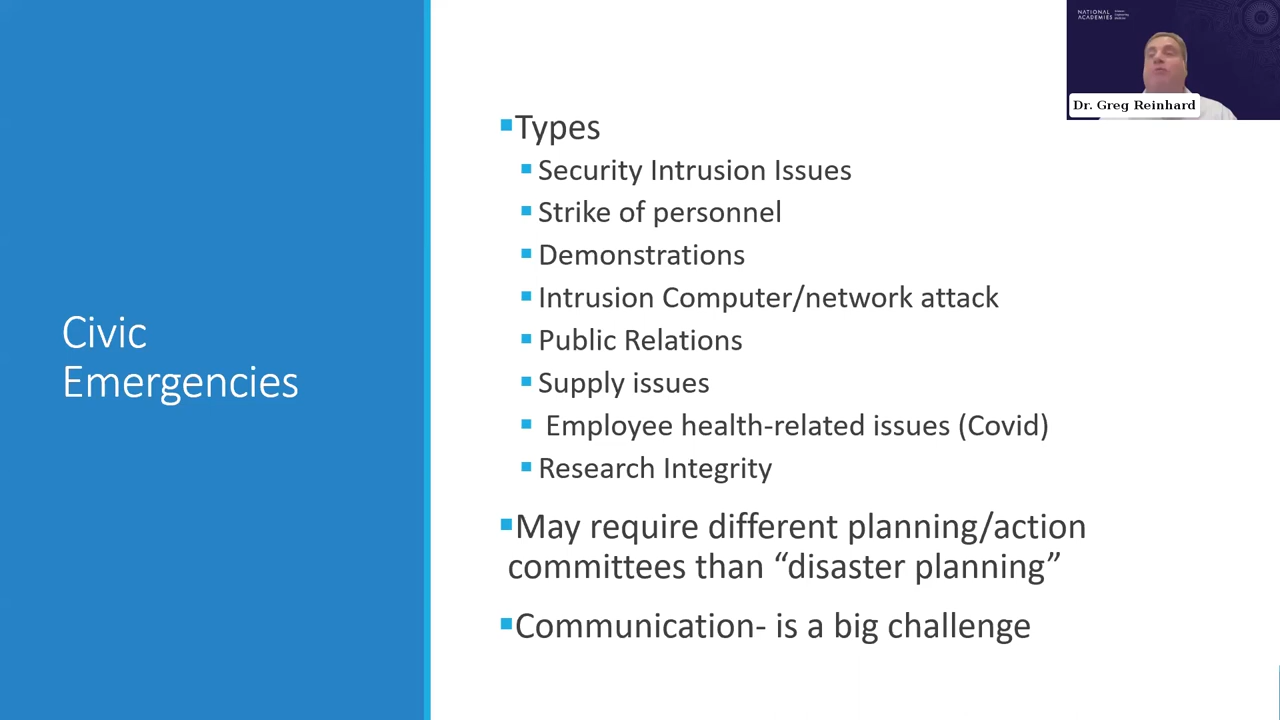 NATIONAL
ACADEMIES
Dr. Greg Reinhard
Civic
Emergencies
▪Types
▪Security Intrusion Issues
▪Strike of personnel
▪Demonstrations
▪Intrusion Computer/network attack
▪Public Relations
▪Supply issues
▪ Employee health-related issues (Covid)
▪Research Integrity
▪May require different planning/action
committees than “disaster planning”
▪Communication- is a big challenge